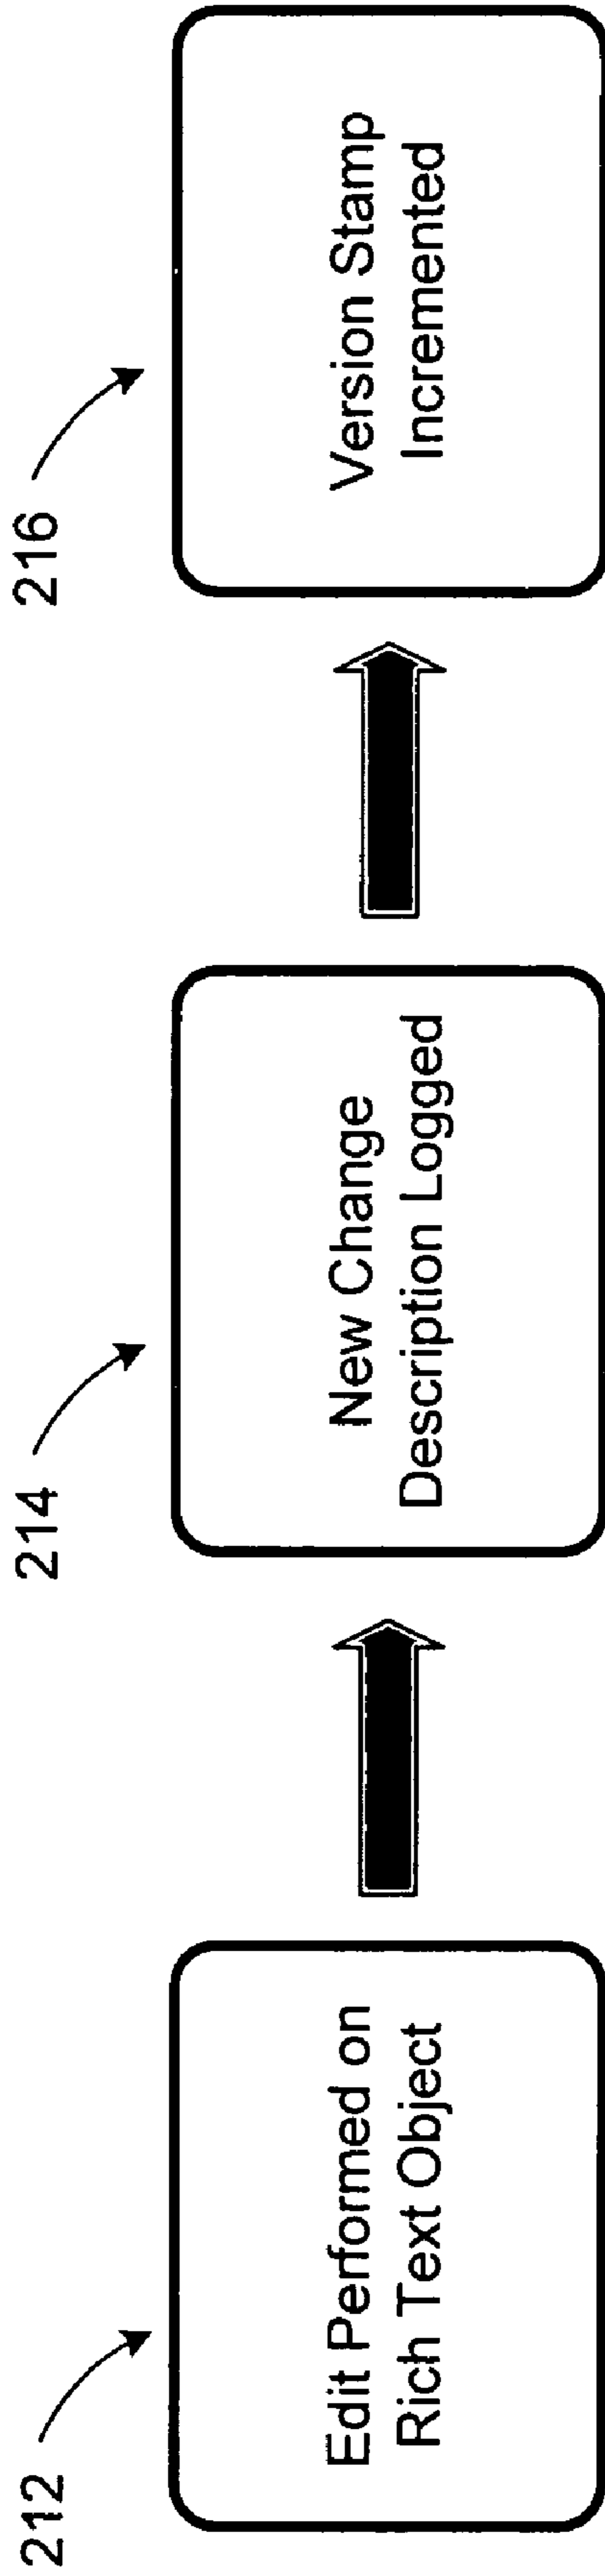 212
Edit Performed on
Rich Text Object
214
New Change
Description Logged
216
Version Stamp
Incremented